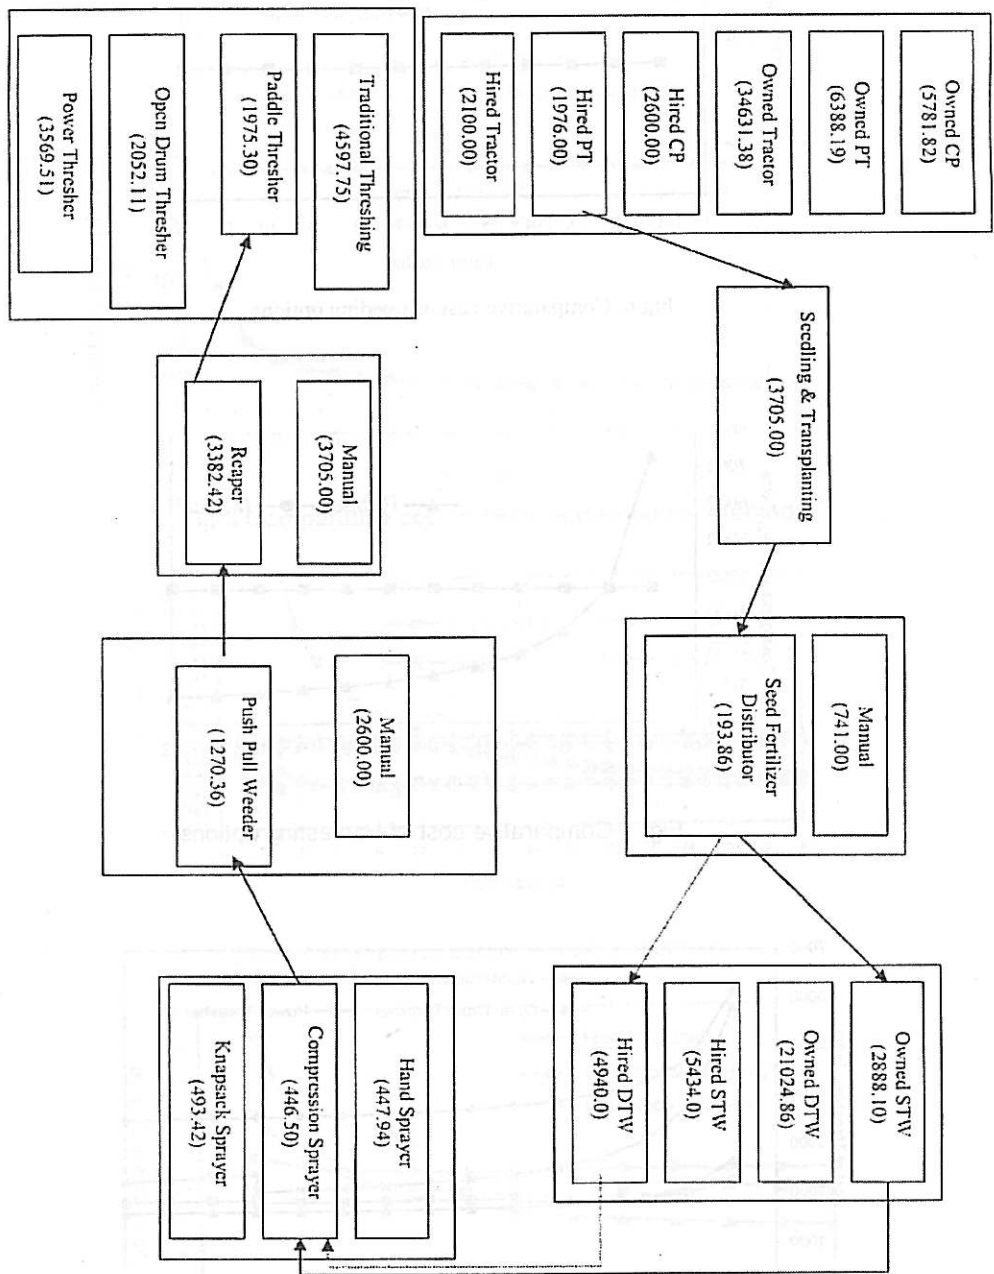 Owned CP
(5781.82)
Owned PT
(6388.19)
Owned Tractor
(34631.38)
Hired CP
(2600.00)
Hired PT
(1976.00)
Hired Tractor
(2100.00)
Seedling & Transplanting
(3705.00)
Manual
(741.00)
Seed Fertilizer
Distributor
(193.86)
Owned STW
(2888.10)
Owned DTW
(21024.86)
Hired STW
(5434.0)
Hired DTW
(4940.0)
Hand Sprayer
(447.94)
Compression Sprayer
(446.50)
Knapsack Sprayer
(493.42)
Manual
(2600.00)
Push Pull Weeder
(1270.36)
Manual
(3705.00)
Reaper
(3382.42)
Traditional Threshing
(4597.75)
Paddle Thresher
(1975.30)
Open Drum Thresher
(2052.11)
Power Thresher
(3569.51)